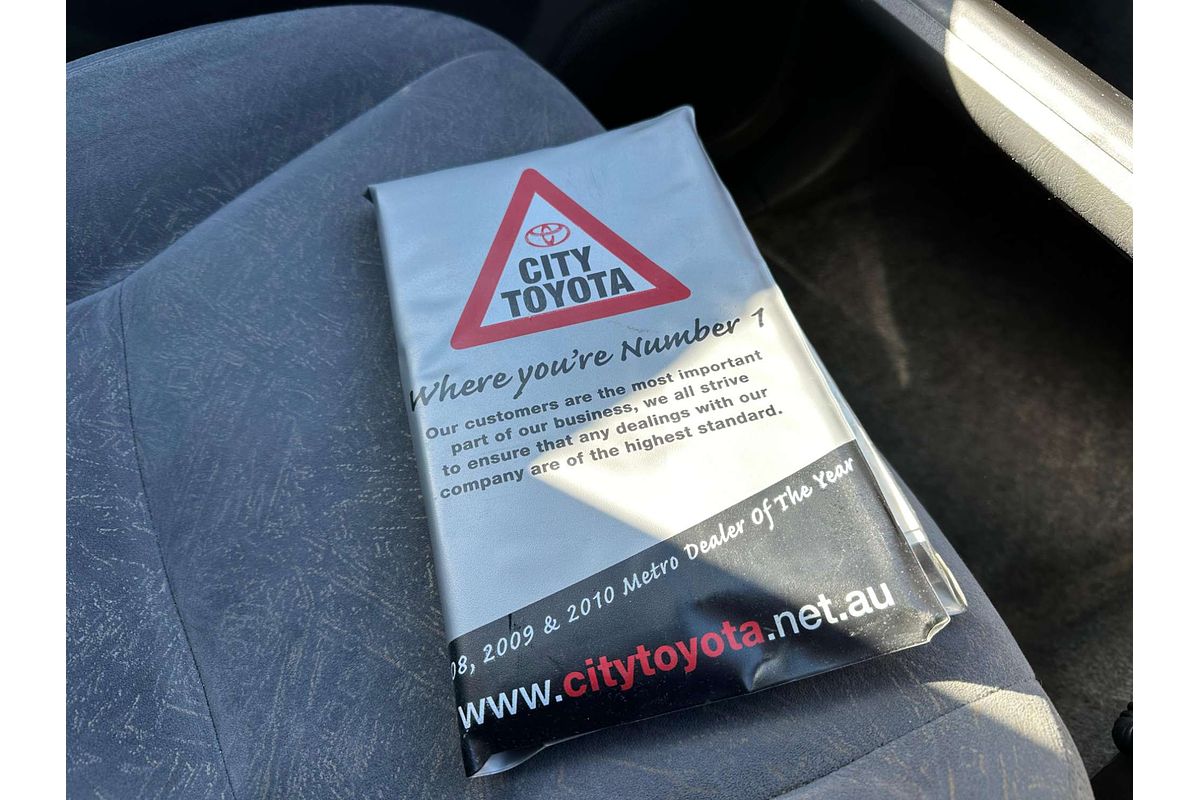 CITY
TOYOTA
Where you're Number 1
Our customers are the most important
part of our business, we all strive
to ensure that any dealings with our
company are of the highest standard.
08, 2009 & 2010 Metro Dealer Of The Year
www.citytoyota.net.au